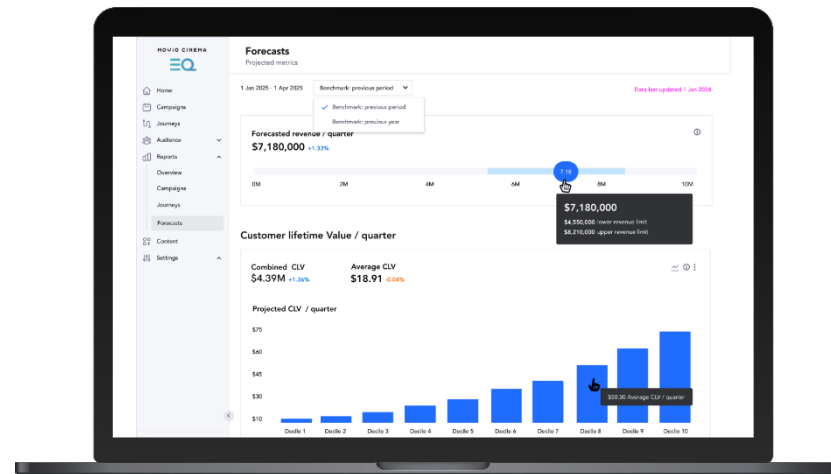 MOVIO CINEMA
EQ
Home
Campaigns
Journeys
Audience
Reports
Overview
Campaigns
Journeys
Forecasts
Content
Settings
Forecasts
Projected metrics
1 Jan 2025 - 1 Apr 2025
Benchmark: previous period
Data last updated 1 Jan 2024
Benchmark: previous period
Benchmark: previous year
Forecasted revenue / quarter
$7,180,000 +1.33%
7.18
0M 2M 4M 6M 8M 10M
$7,180,000
$4,550,000 lower revenue limit
$8,210,000 upper revenue limit
Customer lifetime Value / quarter
Combined CLV
$4.39M +1.36%
Average CLV
$18.91 -0.04%
Projected CLV / quarter
$75
$60
$45
$30
$10
Average CLV / quarter
Decile 1 Decile 2 Decile 3 Decile 4 Decile 5 Decile 6 Decile 7 Decile 8 Decile 9 Decile 10